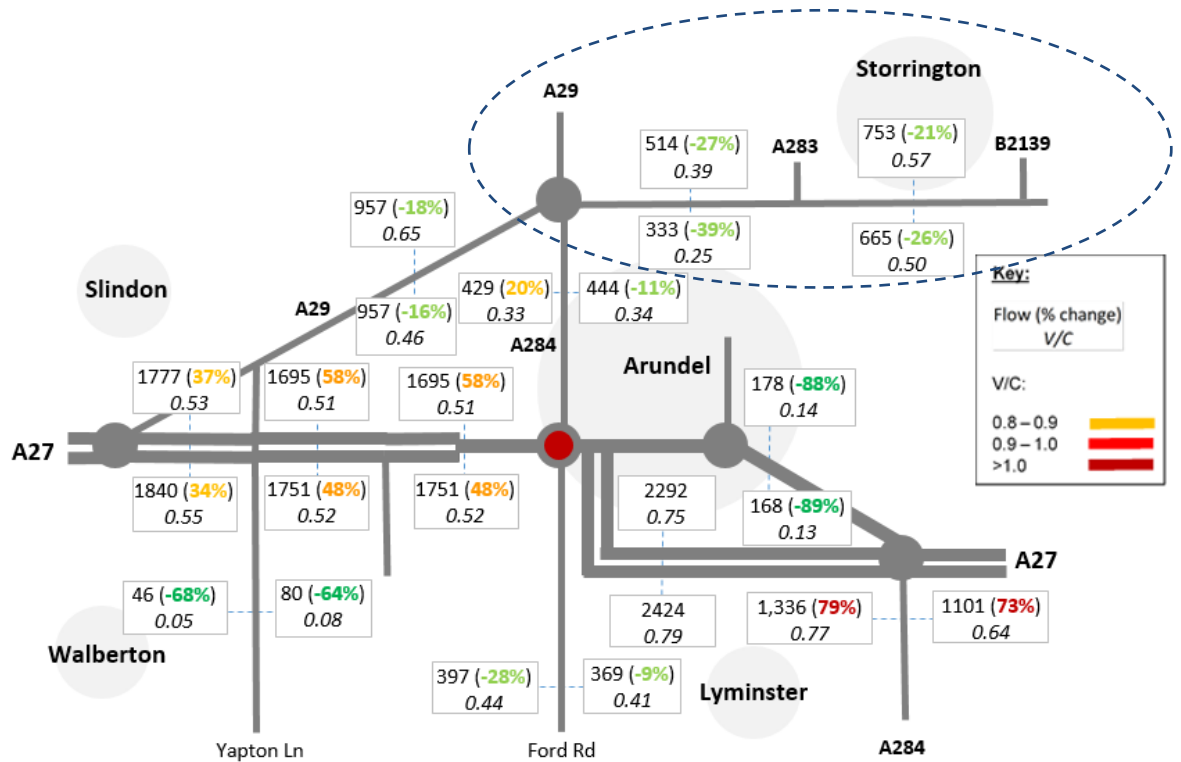 Storrington
A29
514 (-27%)
0.39
A283
753 (-21%)
0.57
B2139
957 (-18%)
0.65
333 (-39%)
0.25
665 (-26%)
0.50
Slindon
A29
957 (-16%)
0.46
429 (20%)
0.33
444 (-11%)
0.34
A284
Arundel
Key:
Flow (% change)
V/C
V/C:
0.8 – 0.9
0.9 – 1.0
>1.0
1777 (37%)
0.53
1695 (58%)
0.51
1695 (58%)
0.51
178 (-88%)
0.14
A27
1840 (34%)
0.55
1751 (48%)
0.52
1751 (48%)
0.52
2292
0.75
168 (-89%)
0.13
A27
46 (-68%)
0.05
80 (-64%)
0.08
2424
0.79
1,336 (79%)
0.77
1101 (73%)
0.64
Walberton
397 (-28%)
0.44
369 (-9%)
0.41
Lyminster
Yapton Ln
Ford Rd
A284